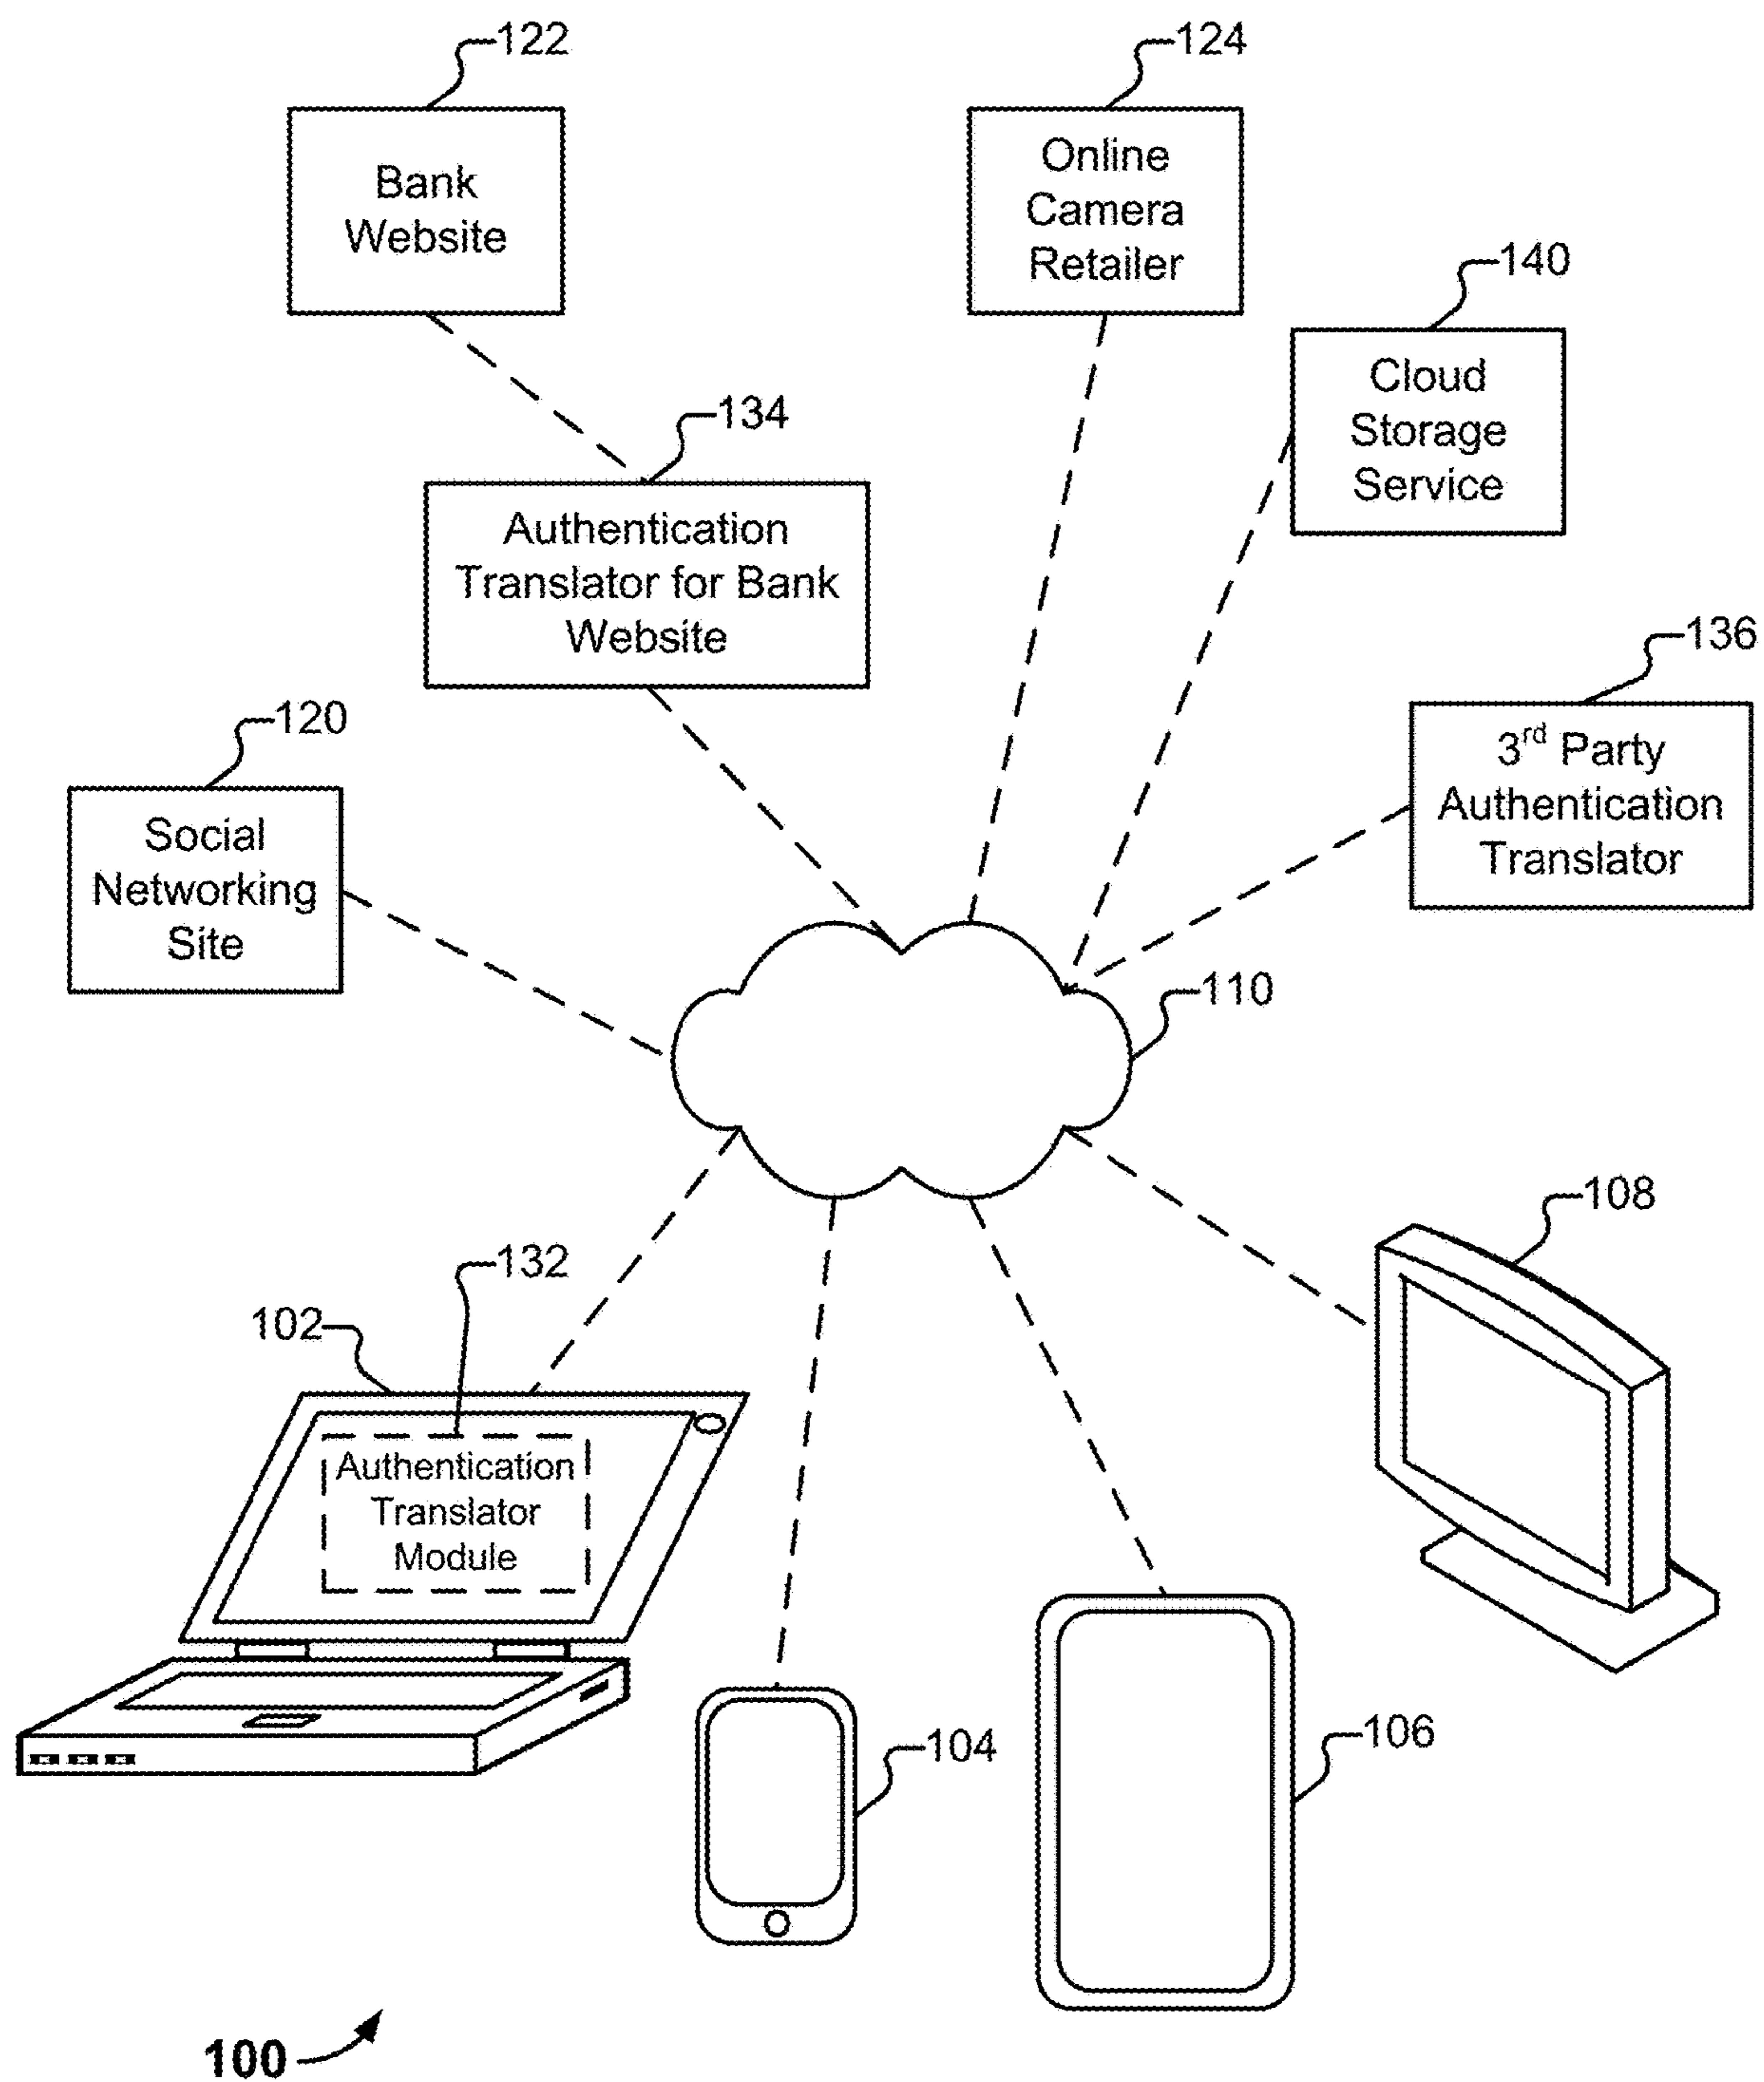 122
124
Bank
Website
Online
Camera
Retailer
140
Cloud
Storage
Service
134
Authentication
Translator for Bank
Website
136
3rd Party
Authentication
Translator
120
Social
Networking
Site
110
108
132
102
Authentication
Translator
Module
104
106
100